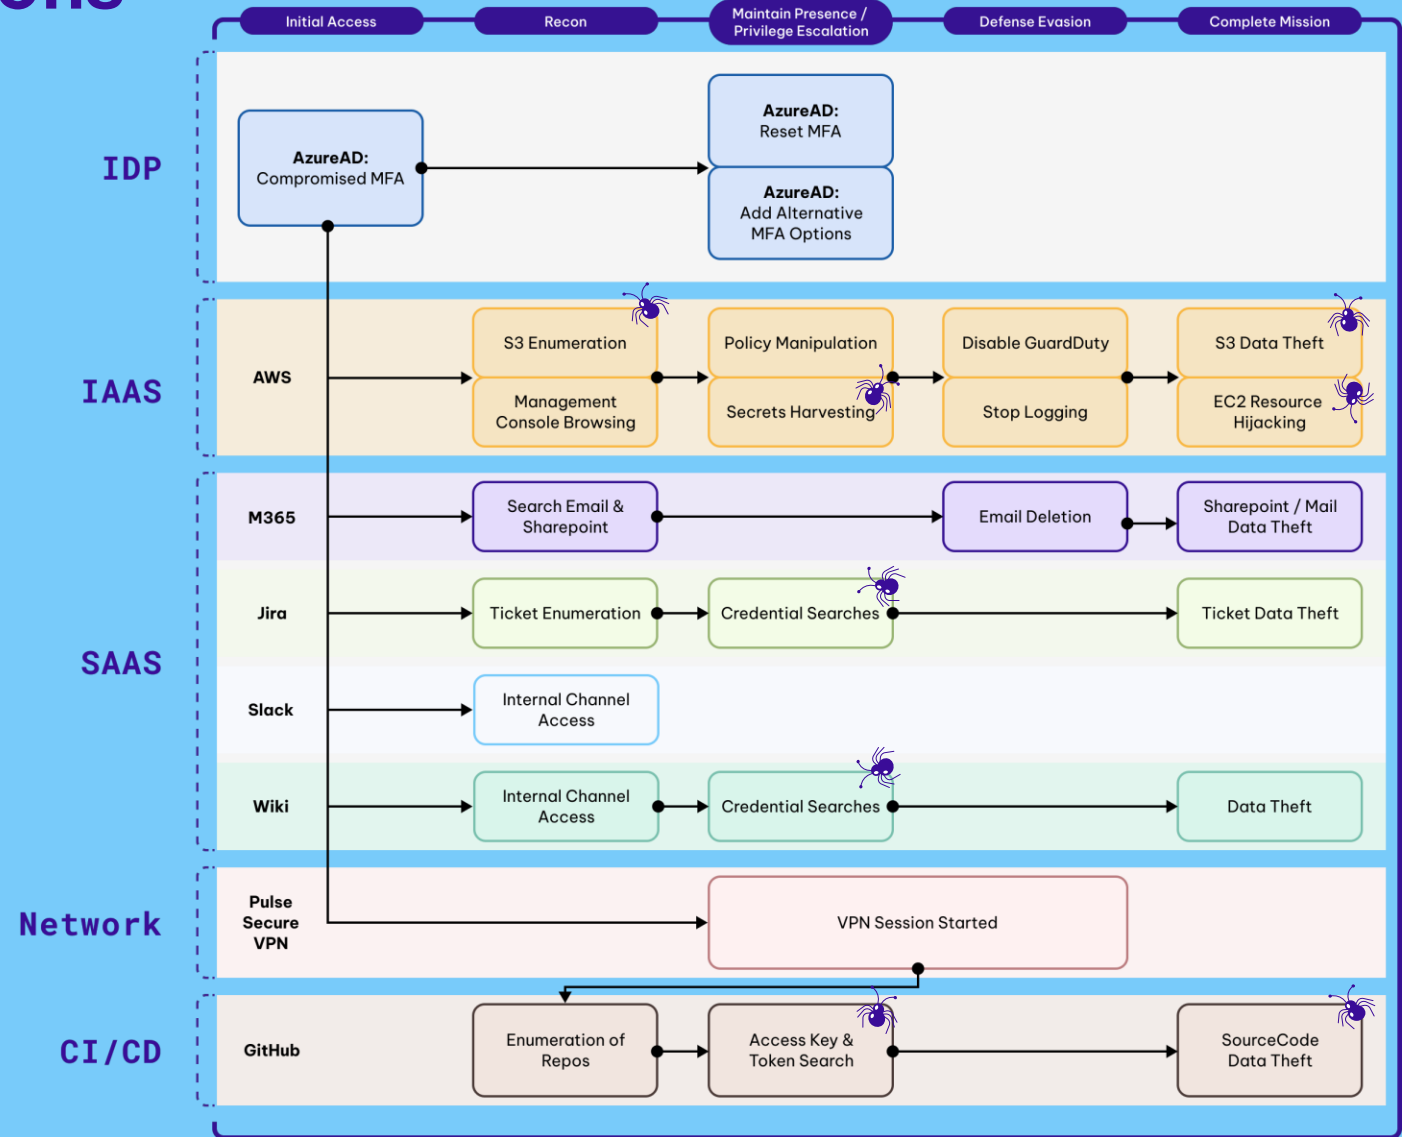 Initial Access
Recon
Maintain Presence /
Privilege Escalation
Defense Evasion
Complete Mission
IDP
AzureAD:
Compromised MFA
AzureAD:
Reset MFA
AzureAD:
Add Alternative
MFA Options
IAAS
AWS
S3 Enumeration
Management
Console Browsing
Policy Manipulation
Secrets Harvesting
Disable GuardDuty
Stop Logging
S3 Data Theft
EC2 Resource
Hijacking
SAAS
M365
Search Email &
Sharepoint
Email Deletion
Sharepoint / Mail
Data Theft
Jira
Ticket Enumeration
Credential Searches
Ticket Data Theft
Slack
Internal Channel
Access
Wiki
Internal Channel
Access
Credential Searches
Data Theft
Network
Pulse
Secure
VPN
VPN Session Started
CI/CD
GitHub
Enumeration of
Repos
Access Key &
Token Search
SourceCode
Data Theft